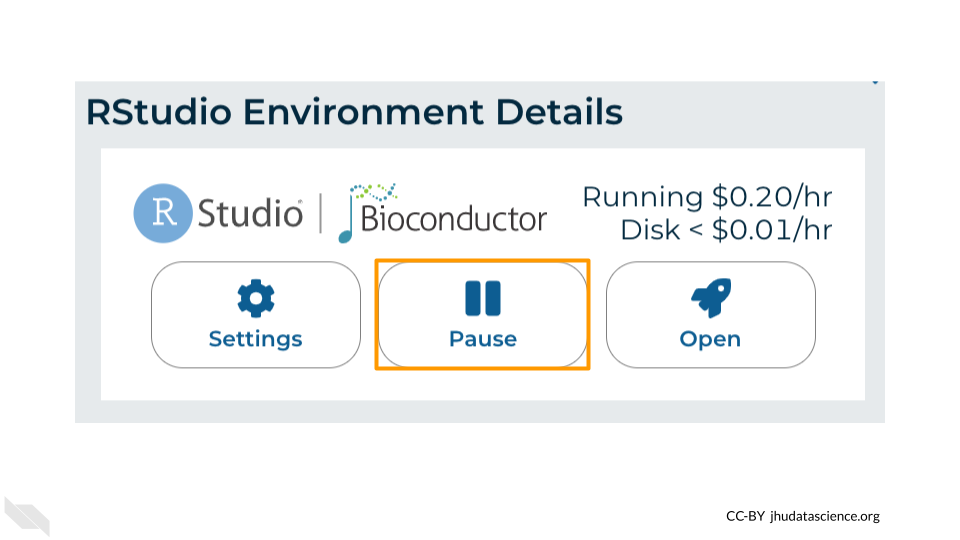 RStudio Environment Details
R Studio® | Bioconductor
Running $0.20/hr
Disk < $0.01/hr
Settings
Pause
Open
CC-BY jhudatascience.org